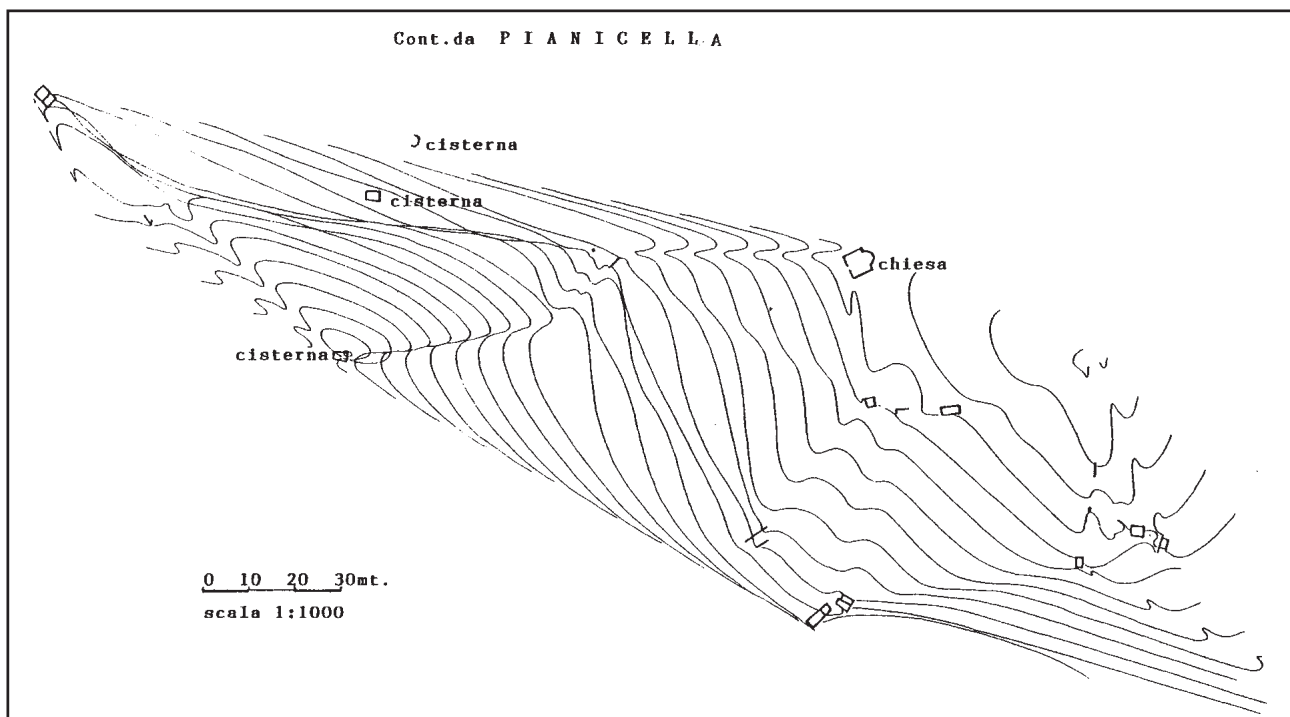 Cont.da P I A N I C E L L A
cisterna
cisterna
chiesa
cisterna
0 10 20 30mt.
scala 1:1000